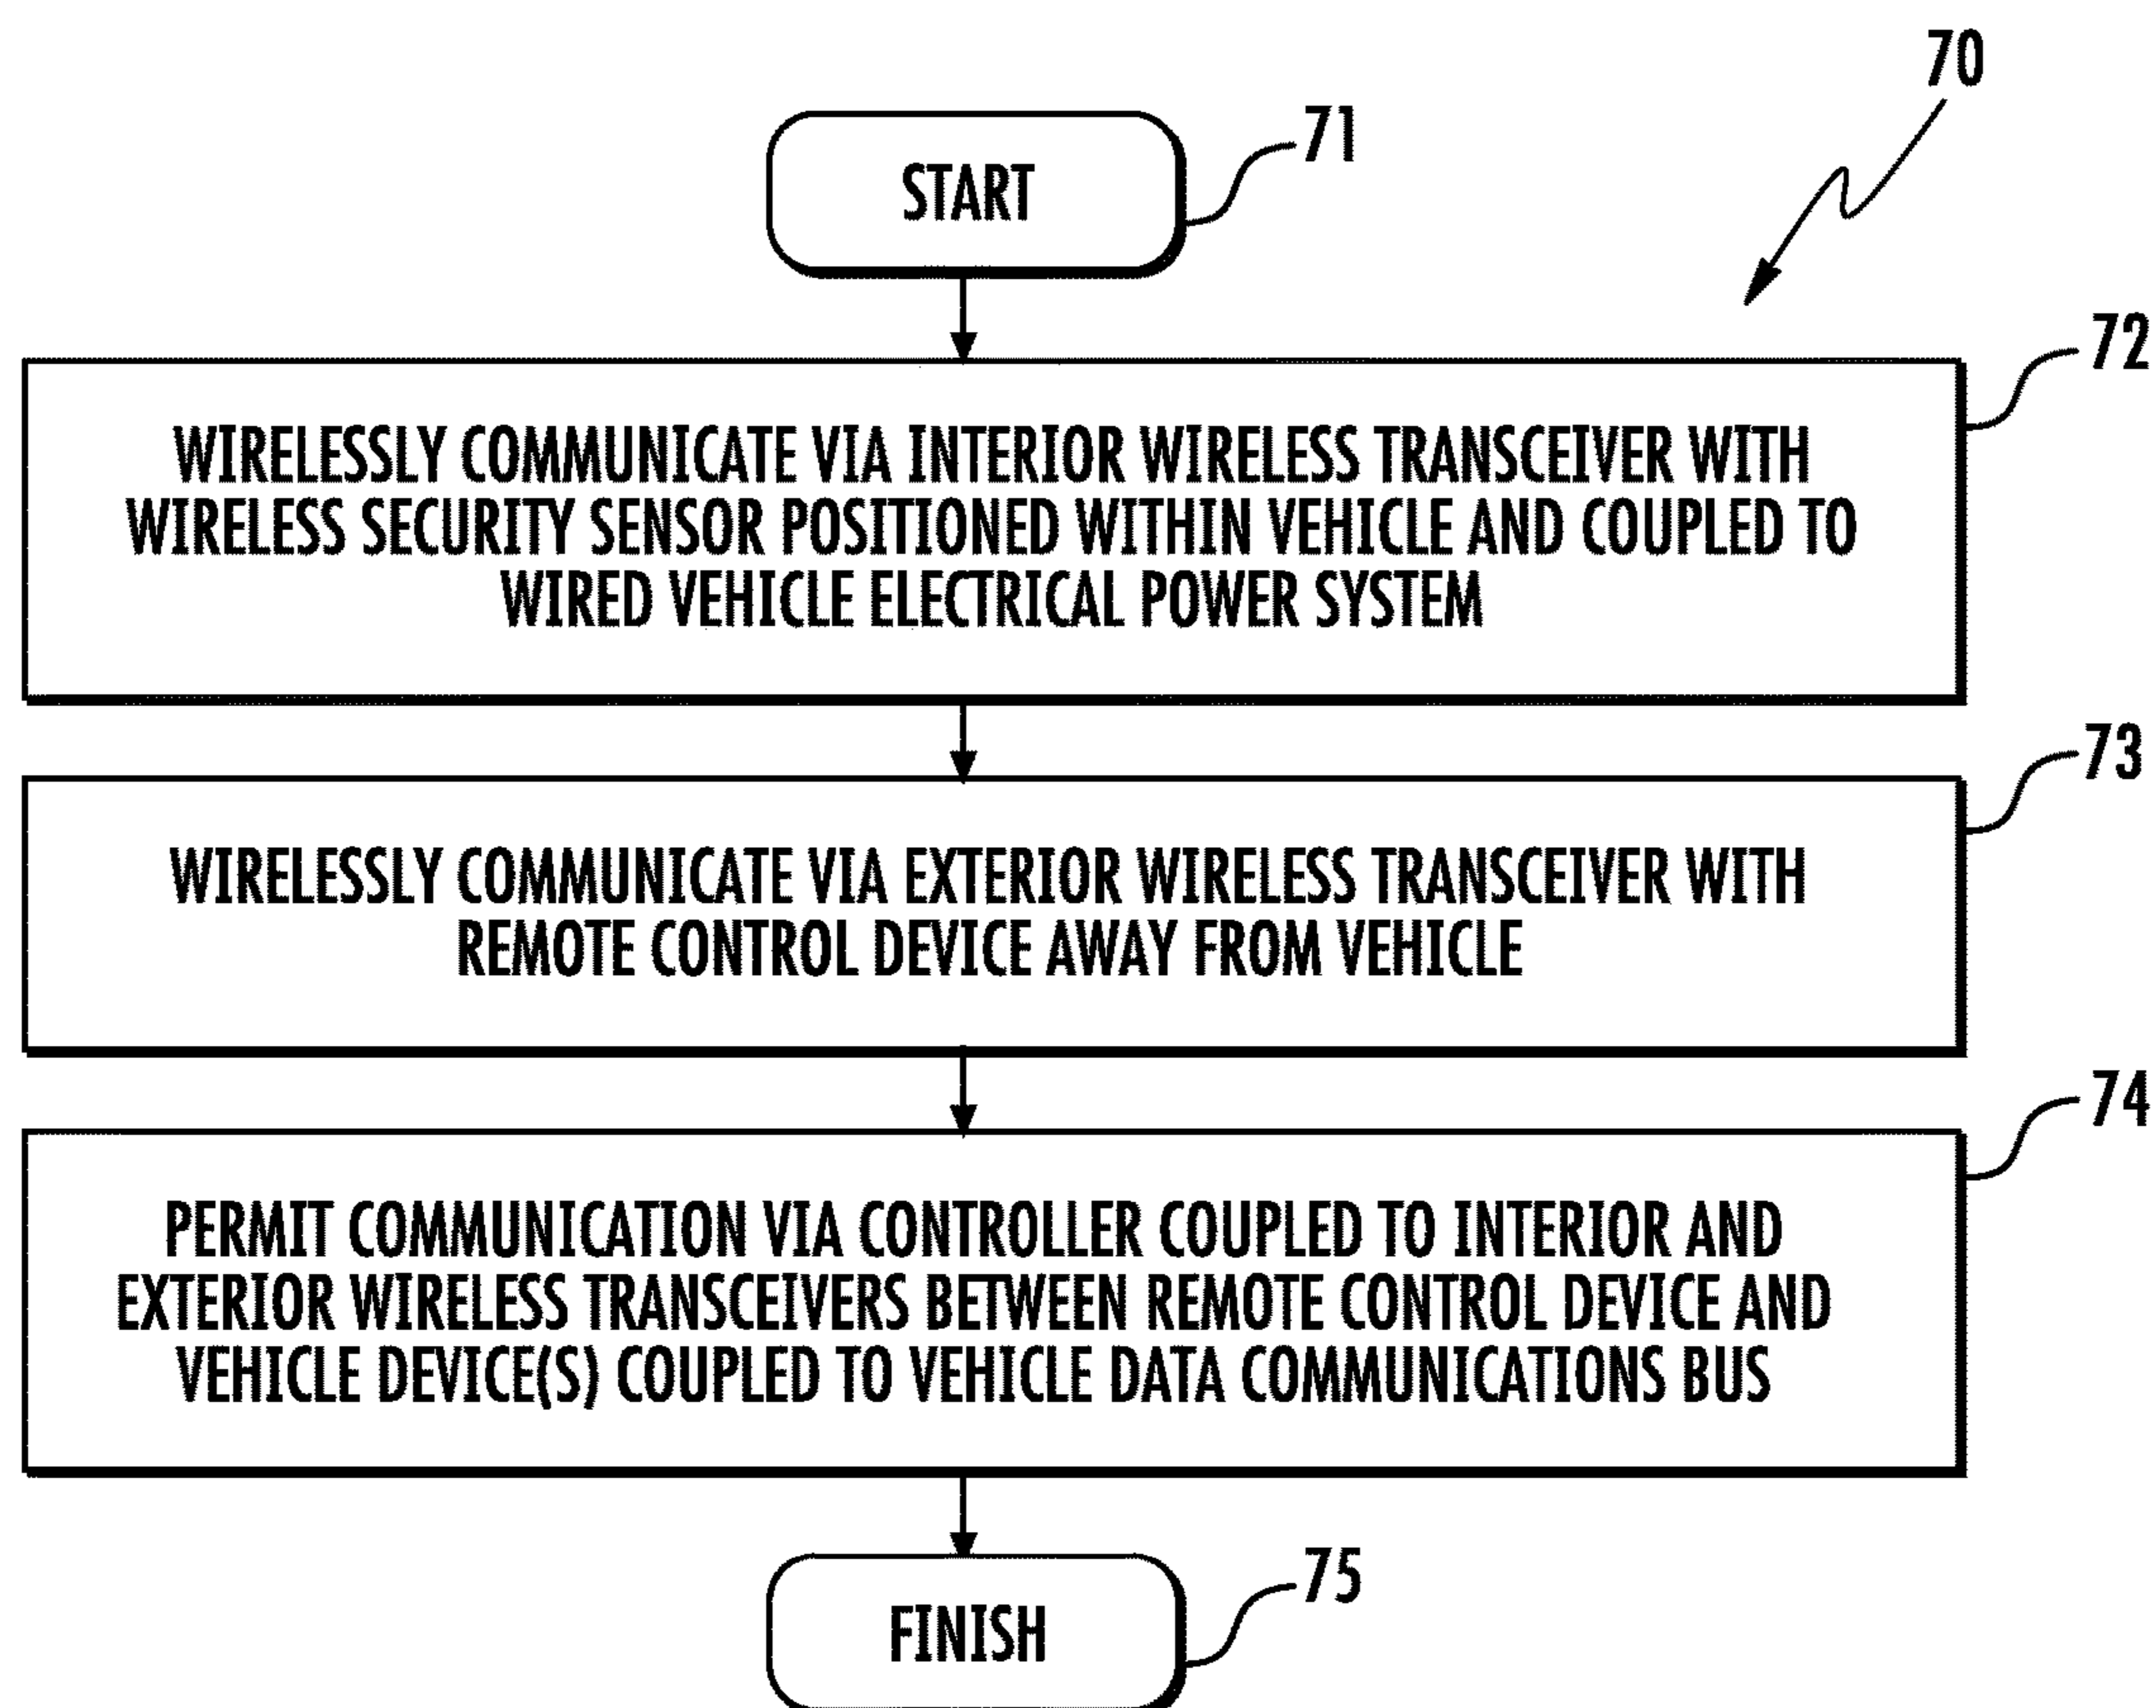 70
START
71
72
WIRELESSLY COMMUNICATE VIA INTERIOR WIRELESS TRANSCEIVER WITH
WIRELESS SECURITY SENSOR POSITIONED WITHIN VEHICLE AND COUPLED TO
WIRED VEHICLE ELECTRICAL POWER SYSTEM
73
WIRELESSLY COMMUNICATE VIA EXTERIOR WIRELESS TRANSCEIVER WITH
REMOTE CONTROL DEVICE AWAY FROM VEHICLE
74
PERMIT COMMUNICATION VIA CONTROLLER COUPLED TO INTERIOR AND
EXTERIOR WIRELESS TRANSCEIVERS BETWEEN REMOTE CONTROL DEVICE AND
VEHICLE DEVICE(S) COUPLED TO VEHICLE DATA COMMUNICATIONS BUS
75
FINISH